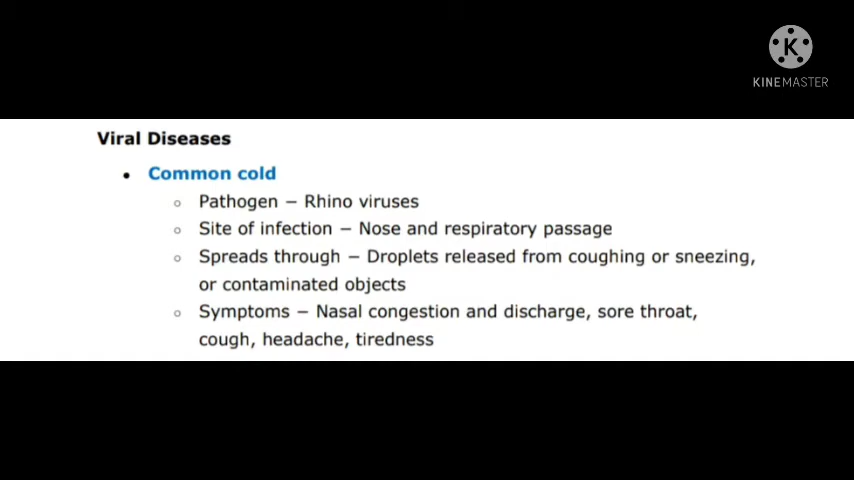 K
KINEMASTER
Viral Diseases
• Common cold
○ Pathogen – Rhino viruses
○ Site of infection – Nose and respiratory passage
○ Spreads through – Droplets released from coughing or sneezing,
or contaminated objects
○ Symptoms – Nasal congestion and discharge, sore throat,
cough, headache, tiredness